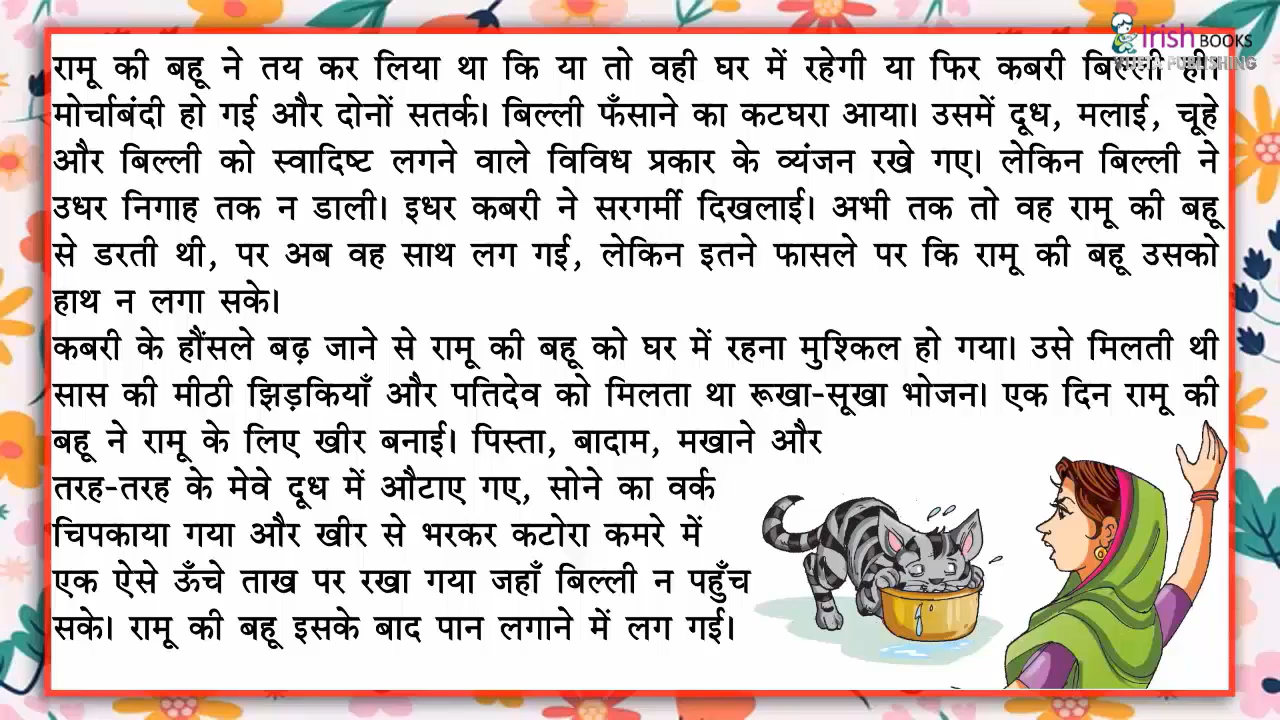 Irish BOOKS
YUKTA PUBLISHING
रामू की बहू ने तय कर लिया था कि या तो वही घर में रहेगी या फिर कबरी बिल्ली ही।
मोर्चाबंदी हो गई और दोनों सतर्क। बिल्ली फँसाने का कटघरा आया। उसमें दूध, मलाई, चूहे
और बिल्ली को स्वादिष्ट लगने वाले विविध प्रकार के व्यंजन रखे गए। लेकिन बिल्ली ने
उधर निगाह तक न डाली। इधर कबरी ने सरगर्मी दिखलाई। अभी तक तो वह रामू की बहू
से डरती थी, पर अब वह साथ लग गई, लेकिन इतने फासले पर कि रामू की बहू उसको
हाथ न लगा सके।
कबरी के हौंसले बढ़ जाने से रामू की बहू को घर में रहना मुश्किल हो गया। उसे मिलती थी
सास की मीठी झिड़कियाँ और पतिदेव को मिलता था रूखा-सूखा भोजन। एक दिन रामू की
बहू ने रामू के लिए खीर बनाई। पिस्ता, बादाम, मखाने और
तरह-तरह के मेवे दूध में औटाए गए, सोने का वर्क
चिपकाया गया और खीर से भरकर कटोरा कमरे में
एक ऐसे ऊँचे ताख पर रखा गया जहाँ बिल्ली न पहुँच
सके। रामू की बहू इसके बाद पान लगाने में लग गई।